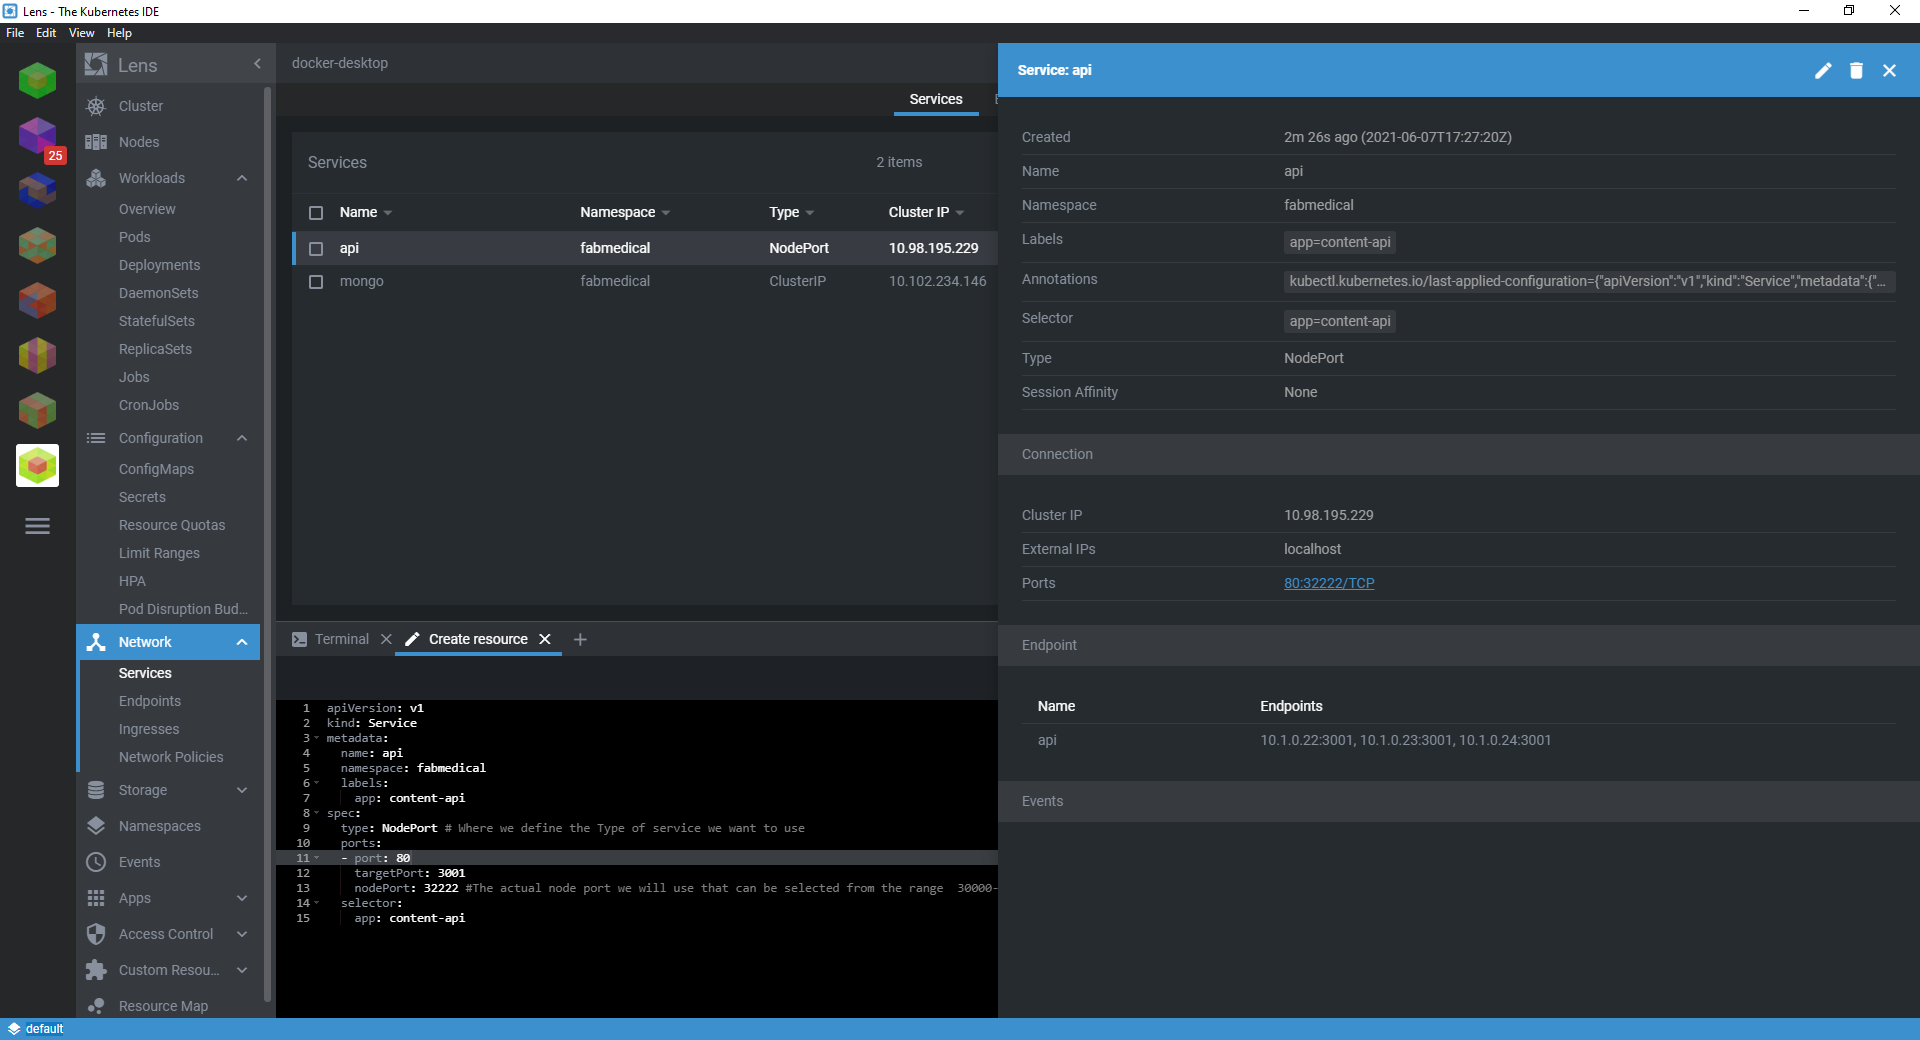 Lens - The Kubernetes IDE
File Edit View Help
25
Lens
Cluster
Nodes
Workloads
Overview
Pods
Deployments
DaemonSets
StatefulSets
ReplicaSets
Jobs
CronJobs
Configuration
ConfigMaps
Secrets
Resource Quotas
Limit Ranges
HPA
Pod Disruption Bud...
Network
Services
Endpoints
Ingresses
Network Policies
Storage
Namespaces
Events
Apps
Access Control
Custom Resou...
Resource Map
docker-desktop
Services
Services 2 items
Name Namespace Type Cluster IP
api fabmedical NodePort 10.98.195.229
mongo fabmedical ClusterIP 10.102.234.146
Terminal Create resource
1 apiVersion: v1
2 kind: Service
3 metadata:
4 name: api
5 namespace: fabmedical
6 labels:
7 app: content-api
8 spec:
9 type: NodePort # Where we define the Type of service we want to use
10 ports:
11 - port: 80
12 targetPort: 3001
13 nodePort: 32222 #The actual node port we will use that can be selected from the range 30000-
14 selector:
15 app: content-api
Service: api
Created 2m 26s ago (2021-06-07T17:27:20Z)
Name api
Namespace fabmedical
Labels app=content-api
Annotations kubectl.kubernetes.io/last-applied-configuration={"apiVersion":"v1","kind":"Service","metadata":{"...
Selector app=content-api
Type NodePort
Session Affinity None
Connection
Cluster IP 10.98.195.229
External IPs localhost
Ports 80:32222/TCP
Endpoint
Name Endpoints
api 10.1.0.22:3001, 10.1.0.23:3001, 10.1.0.24:3001
Events
default